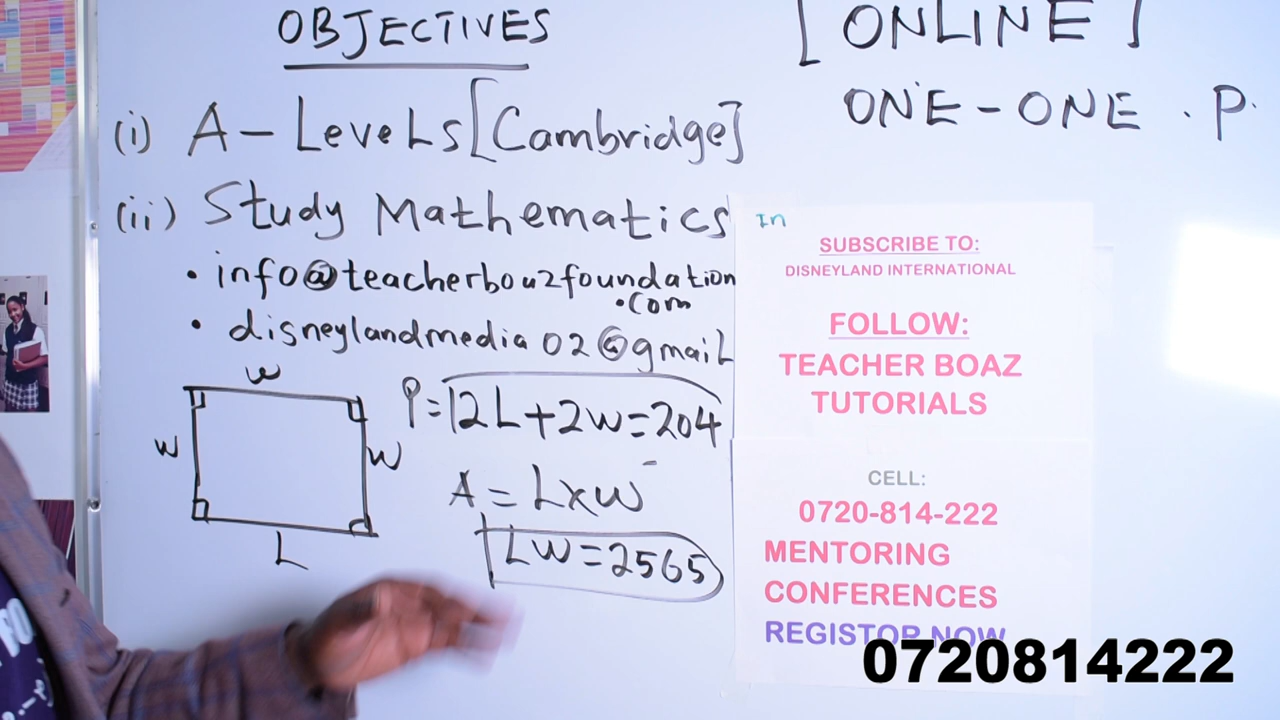 OBJECTIVES
(i) A-Levels [Cambridge]
(ii) Study Mathematics
• info@teacherbouzfoundation
.com
• disneylandmedia02@gmail
w
w
w
L
P=12L+2w=204
A = L×w
LW=2565
[ONLINE]
ONE-ONE . P.
In
SUBSCRIBE TO:
DISNEYLAND INTERNATIONAL
FOLLOW:
TEACHER BOAZ
TUTORIALS
CELL:
0720-814-222
MENTORING
CONFERENCES
REGISTOR NOW
0720814222